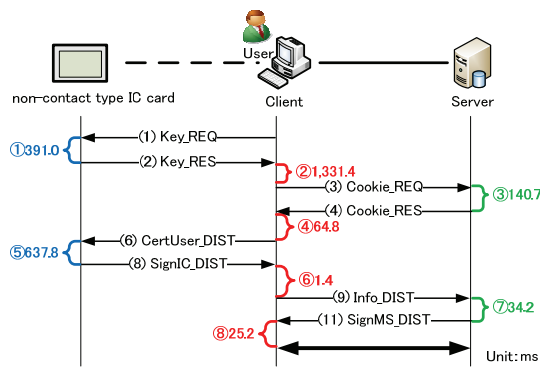 User
non-contact type IC card
Client
Server
(1) Key_REQ
①391.0
(2) Key_RES
②1,331.4
(3) Cookie_REQ
③140.7
(4) Cookie_RES
④64.8
(6) CertUser_DIST
⑤637.8
(8) SignIC_DIST
⑥1.4
(9) Info_DIST
⑦34.2
(11) SignMS_DIST
⑧25.2
Unit:ms